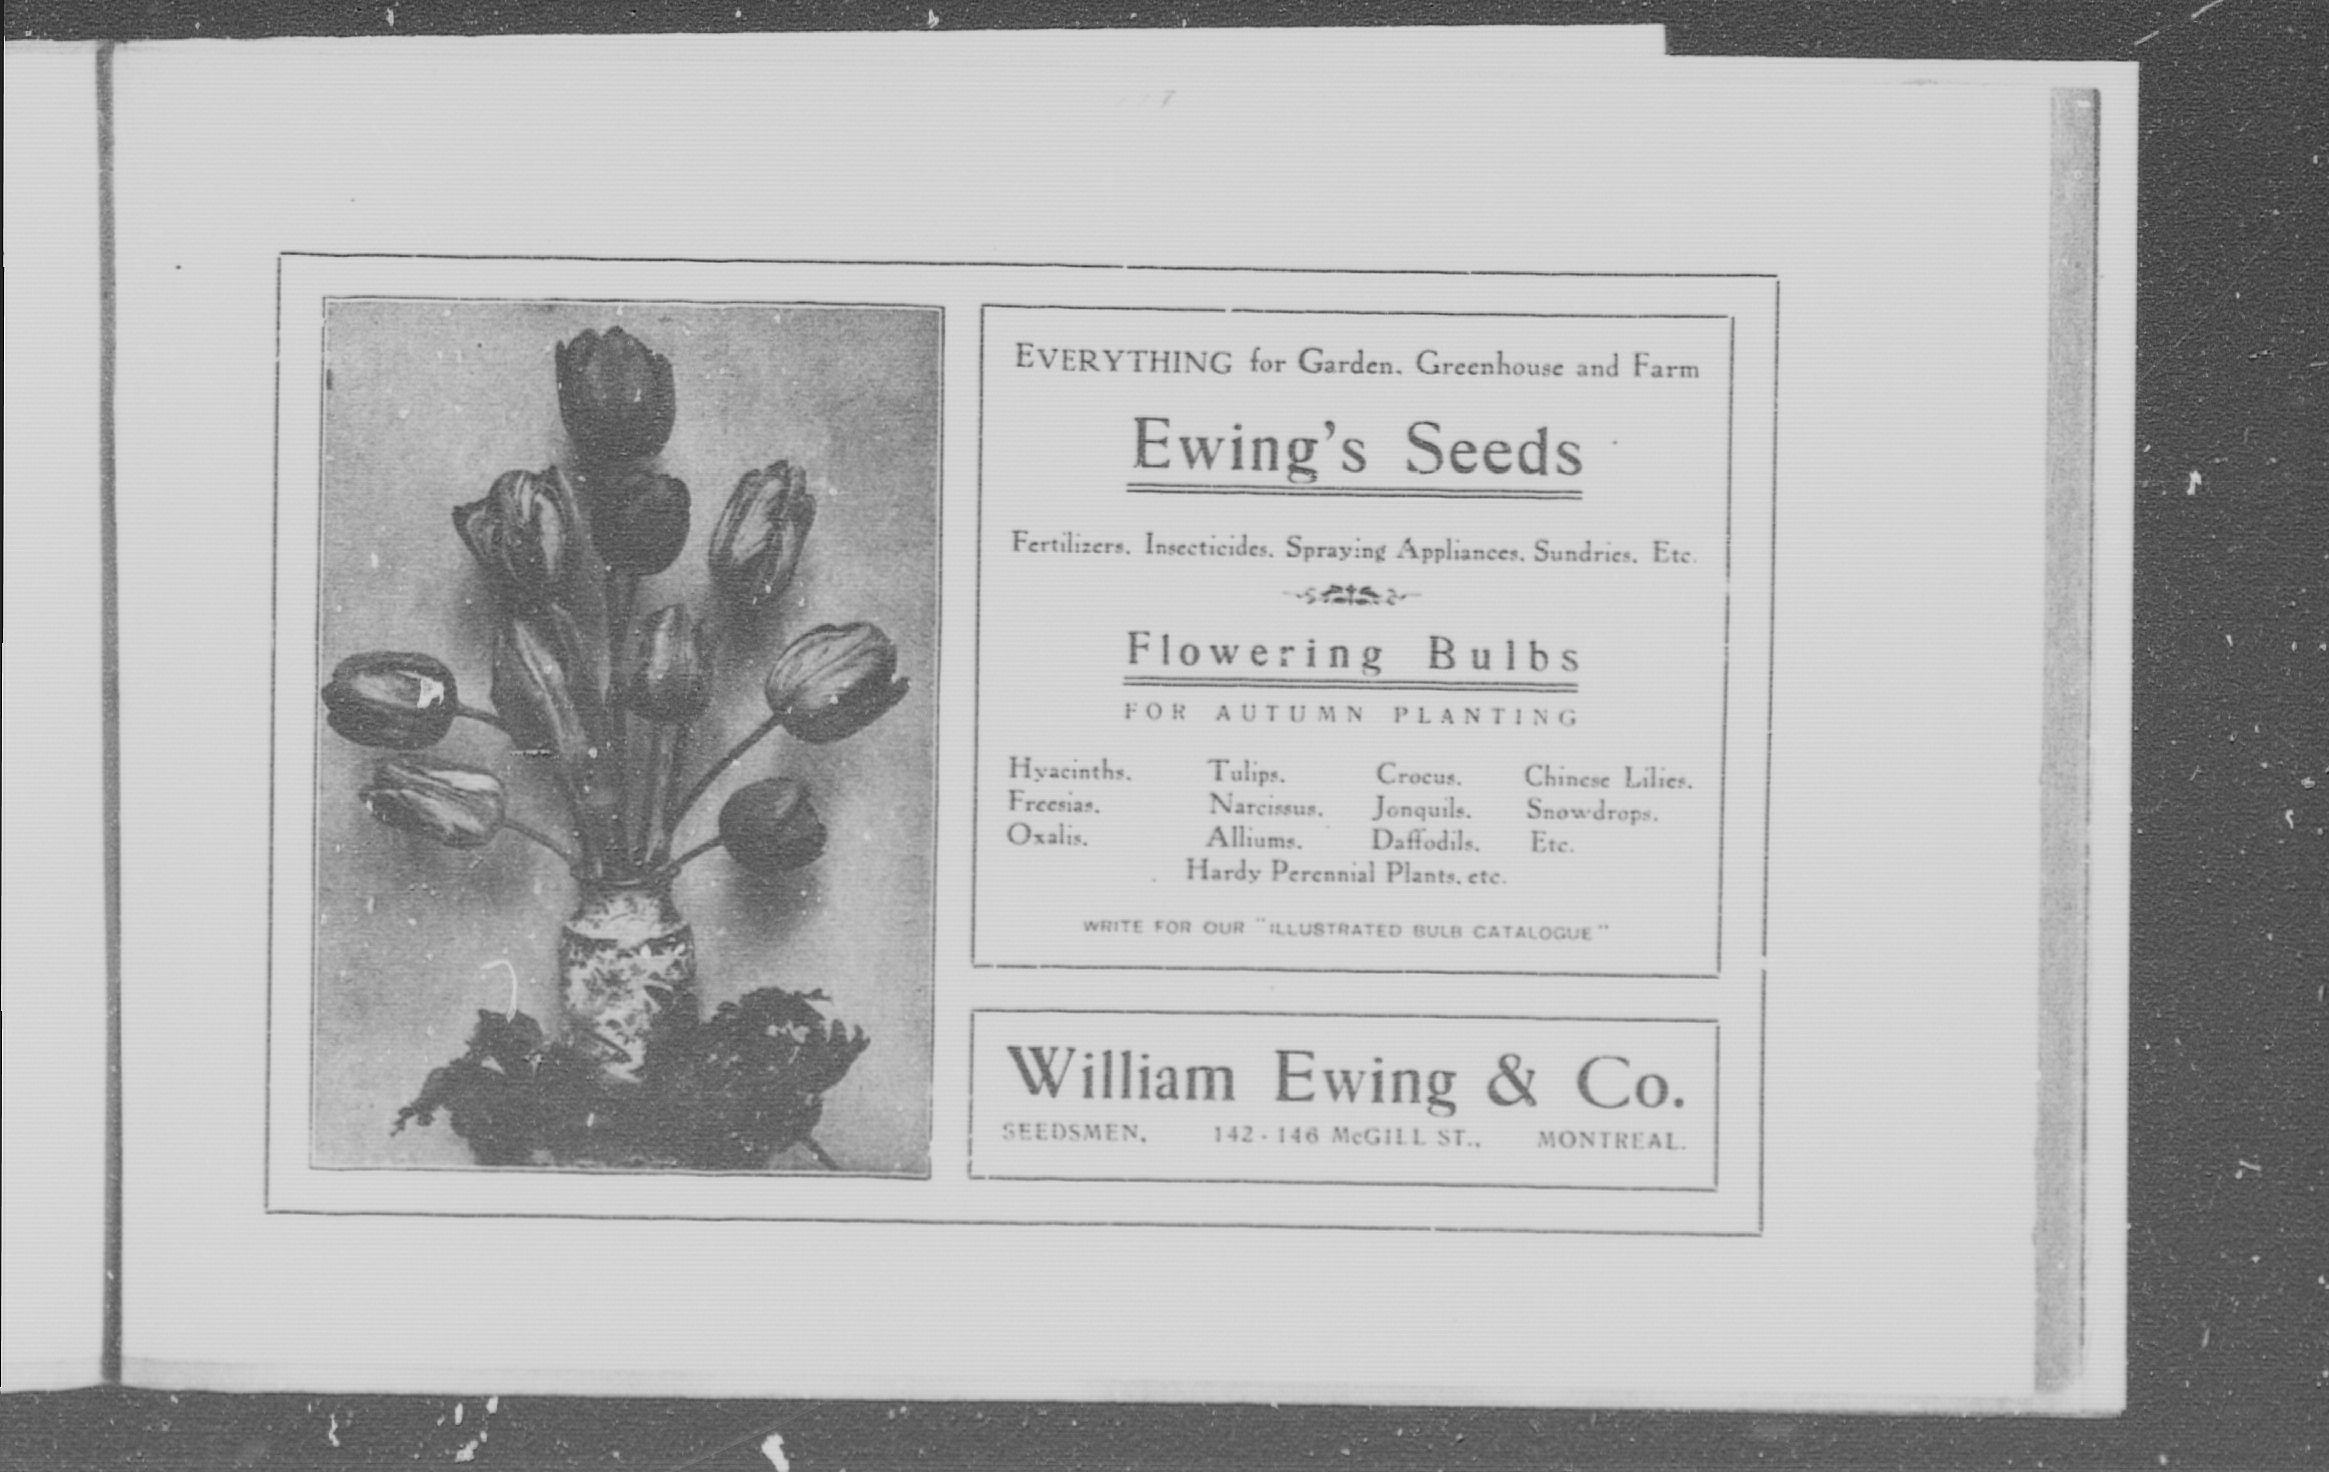 EVERYTHING for Garden, Greenhouse and Farm
Ewing's Seeds
Fertilizers, Insecticides, Spraying Appliances, Sundries, Etc.
Flowering Bulbs
FOR AUTUMN PLANTING
Hyacinths, Tulips, Crocus, Chinese Lilies,
Freesias, Narcissus, Jonquils, Snowdrops,
Oxalis, Alliums, Daffodils, Etc.
Hardy Perennial Plants, etc.
WRITE FOR OUR "ILLUSTRATED BULB CATALOGUE"
William Ewing & Co.
SEEDSMEN, 142-146 McGILL ST., MONTREAL.